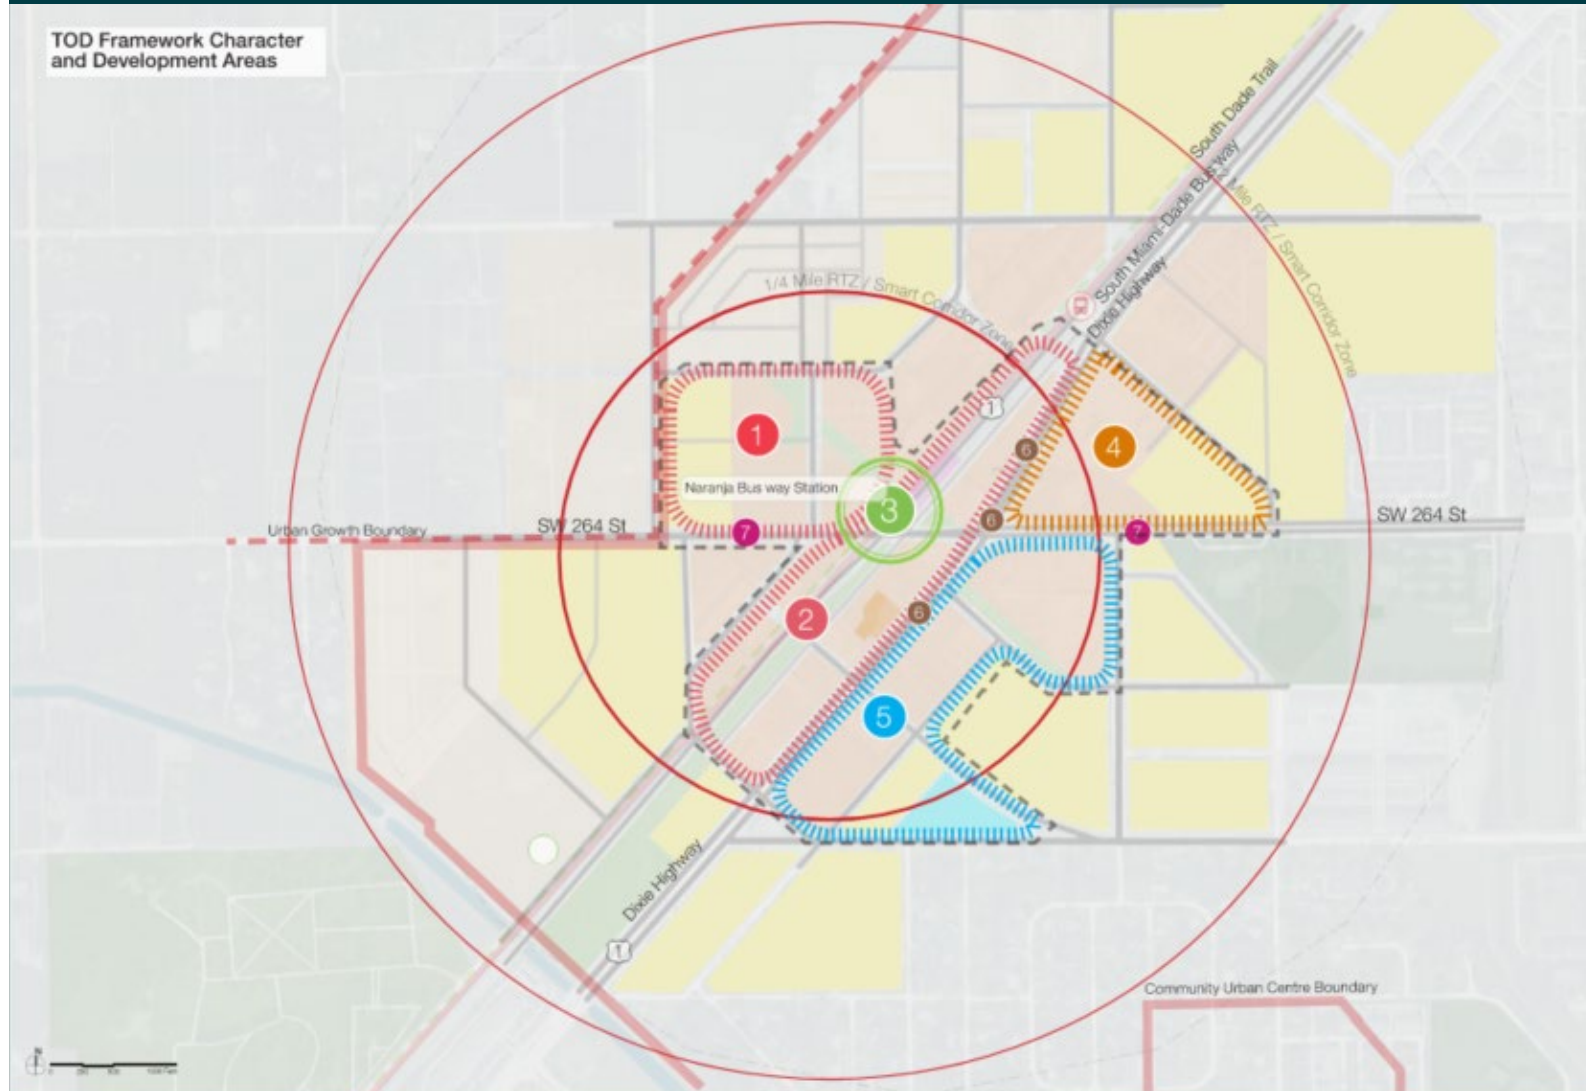 TOD Framework Character
and Development Areas
South Dade Trail
South Miami-Dade Bus way
Mile RTZ / Smart Corridor Zone
Dixie Highway
1/4 Mile RTZ / Smart Corridor Zone
1
1
6
4
Naranja Bus way Station
3
6
Urban Growth Boundary
SW 264 St
7
7
SW 264 St
2
6
5
Dixie Highway
1
Community Urban Centre Boundary
N
0